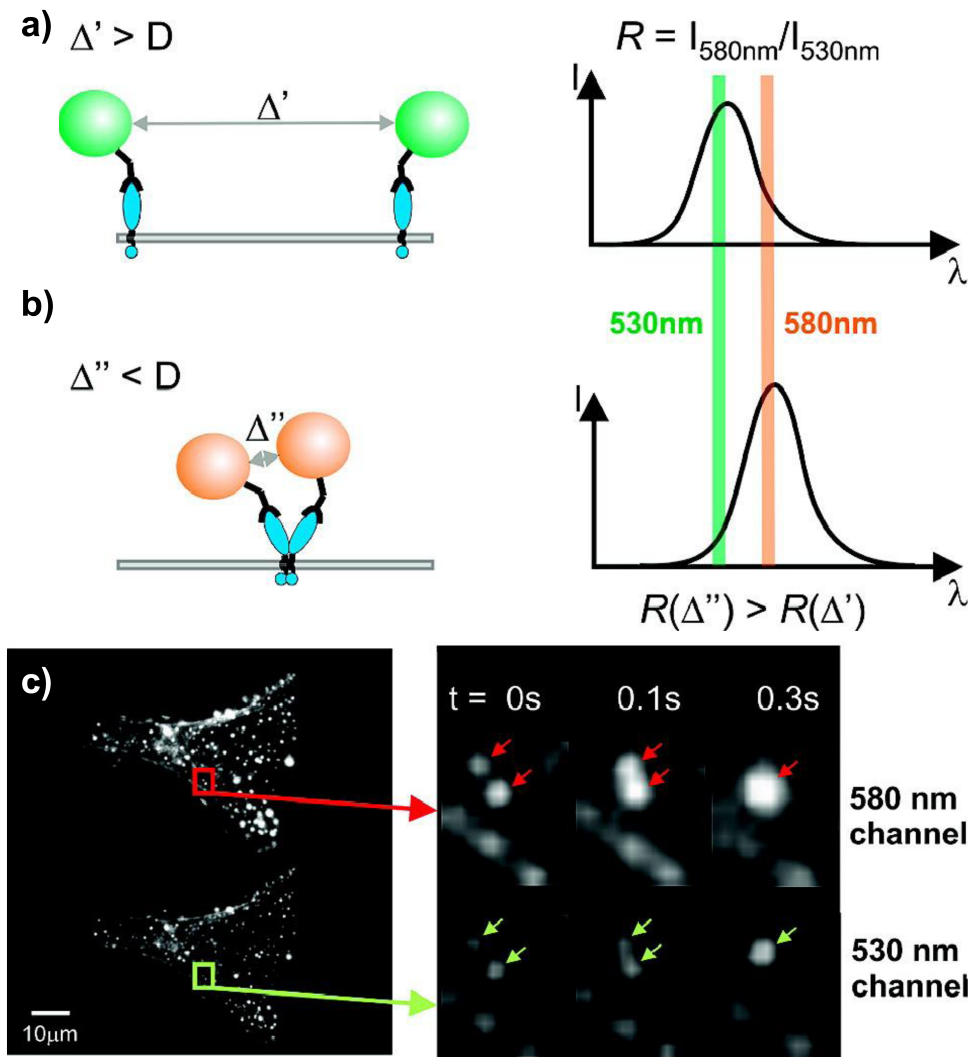 a) Δ’ > D
R = I580nm/I530nm
Δ’
I
λ
b)
530nm
580nm
Δ’’ < D
Δ’’
I
λ
R(Δ’’) > R(Δ’)
c)
t = 0s 0.1s 0.3s
580 nm
channel
530 nm
channel
10μm